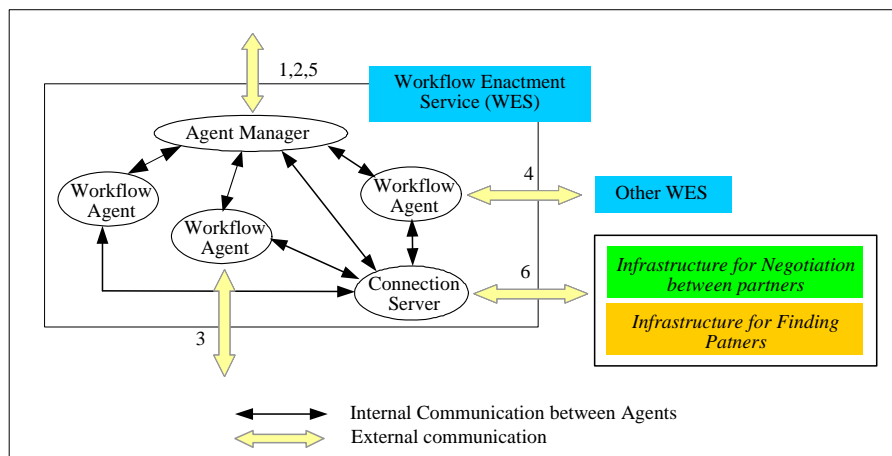 1,2,5
Workflow Enactment
Service (WES)
Agent Manager
Workflow
Agent
Workflow
Agent
Workflow
Agent
4
Other WES
Connection
Server
6
Infrastructure for Negotiation
between partners
Infrastructure for Finding
Patners
3
Internal Communication between Agents
External communication